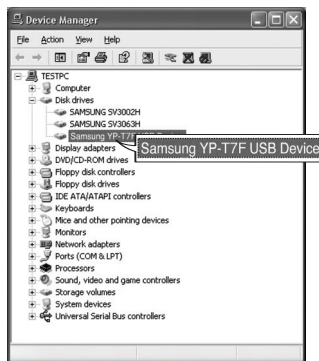 Device Manager
File Action View Help
TESTPC
Computer
Disk drives
SAMSUNG SV3002H
SAMSUNG SV3063H
Samsung YP-T7F USB Device
Samsung YP-T7F USB Device
Display adapters
DVD/CD-ROM drives
Floppy disk controllers
Floppy disk drives
IDE ATA/ATAPI controllers
Keyboards
Mice and other pointing devices
Monitors
Network adapters
Ports (COM & LPT)
Processors
Sound, video and game controllers
Storage volumes
System devices
Universal Serial Bus controllers